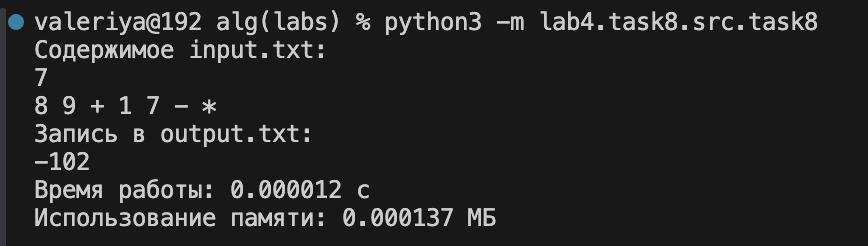 valeriya@192 alg(labs) % python3 -m lab4.task8.src.task8
Содержимое input.txt:
7
8 9 + 1 7 - *
Запись в output.txt:
-102
Время работы: 0.000012 с
Использование памяти: 0.000137 МБ